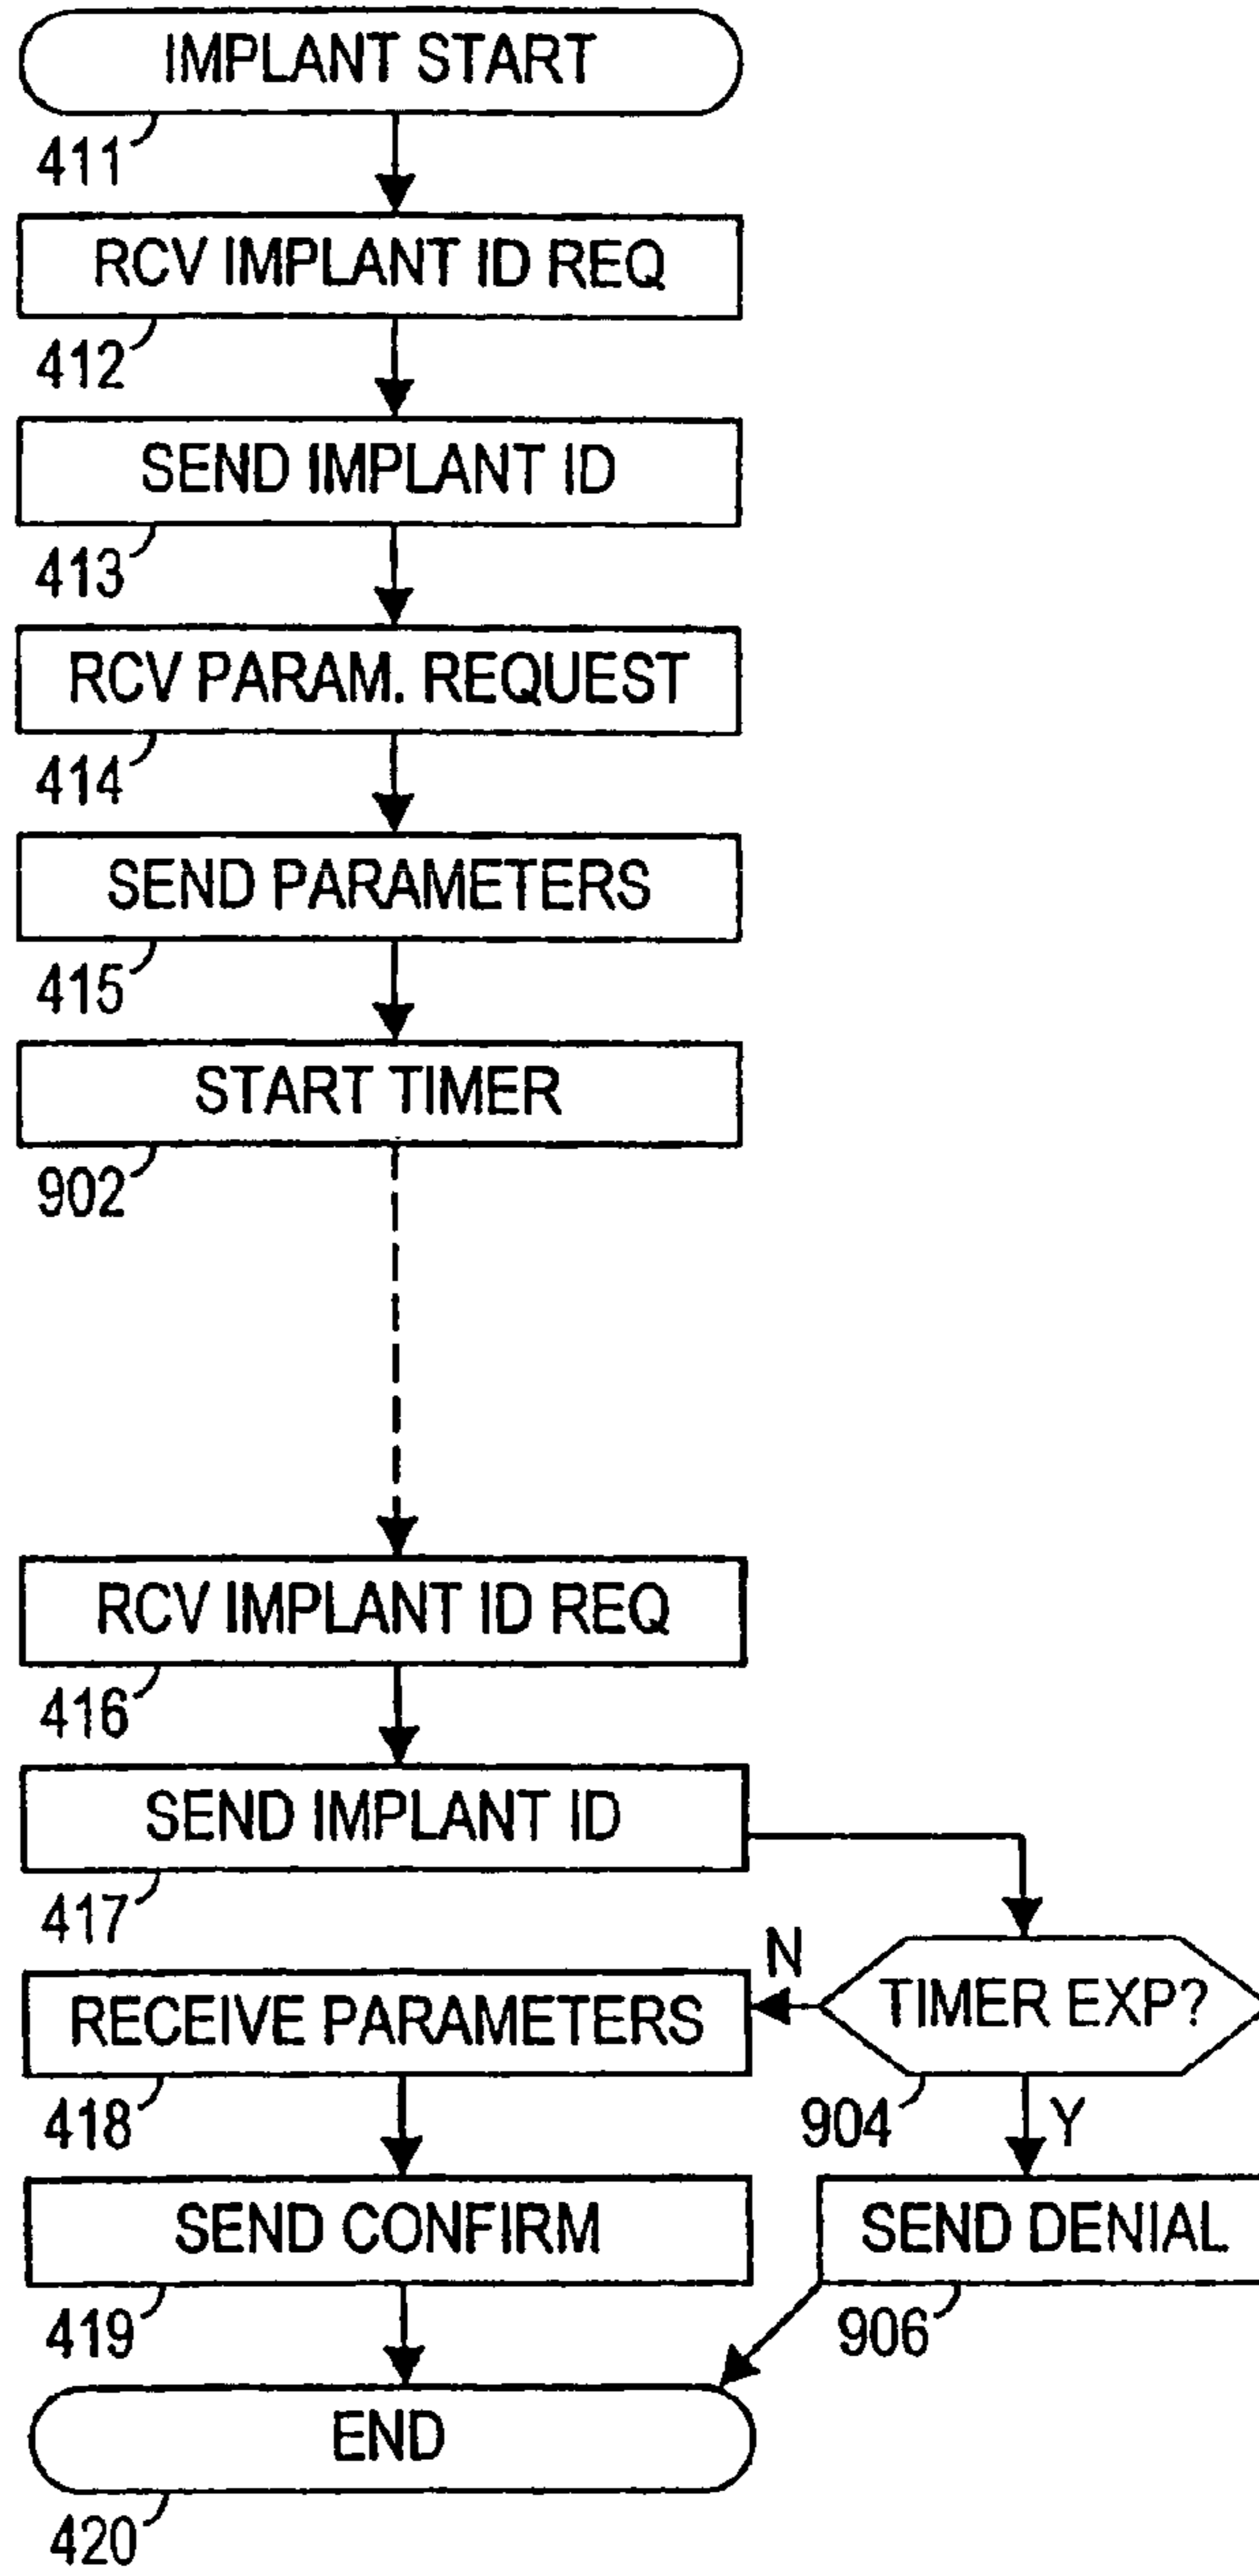 IMPLANT START
411
RCV IMPLANT ID REQ
412
SEND IMPLANT ID
413
RCV PARAM. REQUEST
414
SEND PARAMETERS
415
START TIMER
902
RCV IMPLANT ID REQ
416
SEND IMPLANT ID
417
N
TIMER EXP?
RECEIVE PARAMETERS
418
904
Y
SEND CONFIRM
SEND DENIAL
419
906
END
420